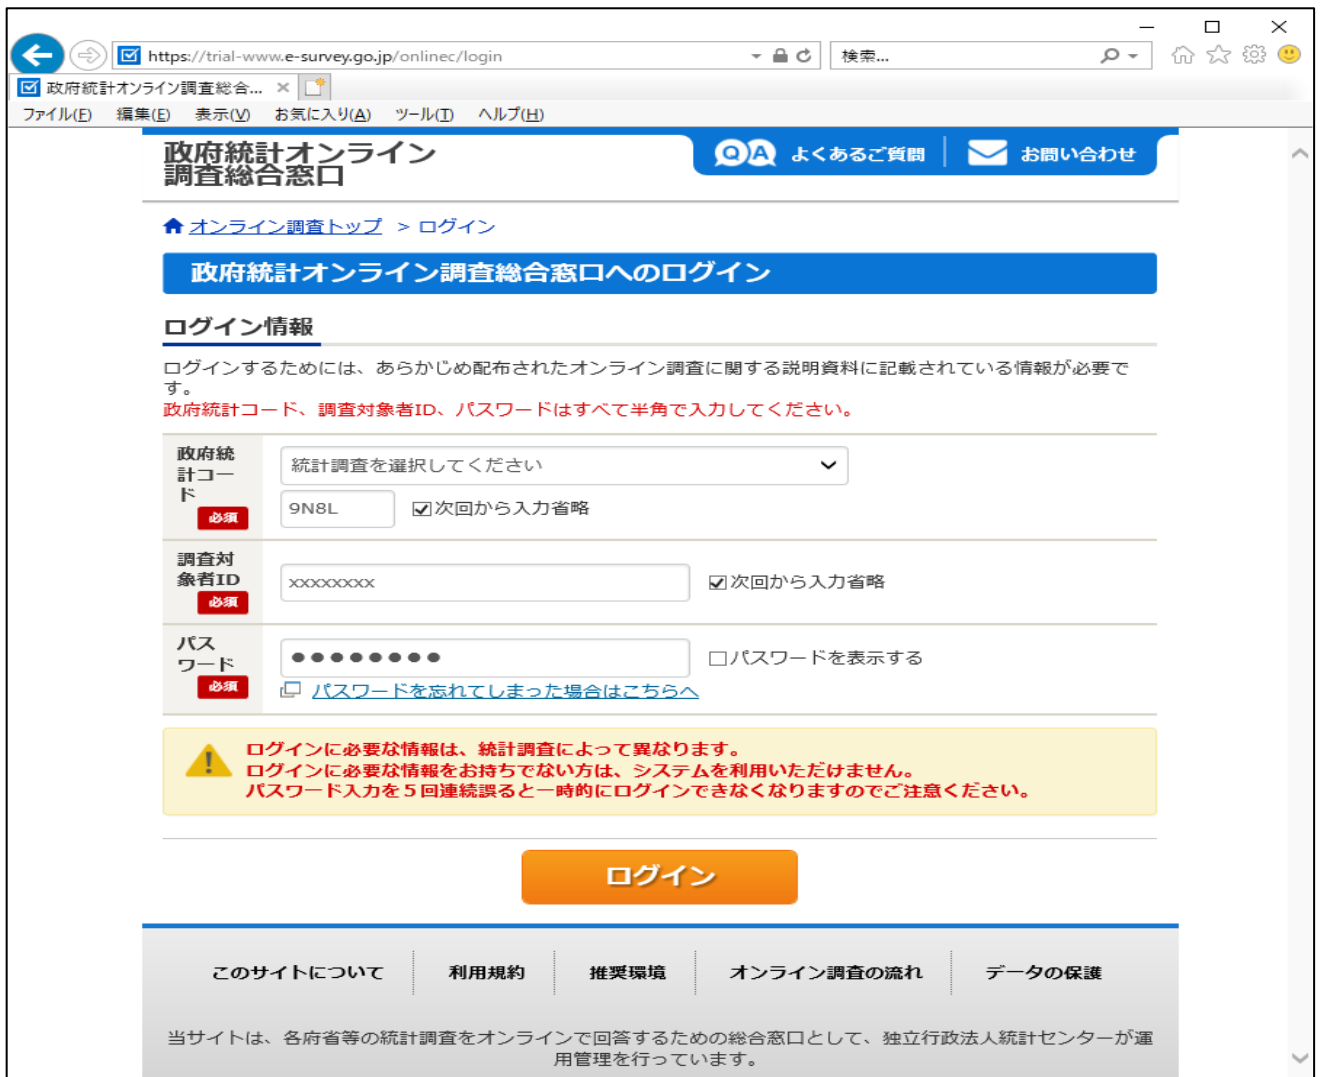 https://trial-www.e-survey.go.jp/onlinec/login
検索...
政府統計オンライン調査総合...
ファイル(F) 編集(E) 表示(V) お気に入り(A) ツール(T) ヘルプ(H)
政府統計オンライン
調査総合窓口
QA よくあるご質問
お問い合わせ
オンライン調査トップ > ログイン
政府統計オンライン調査総合窓口へのログイン
ログイン情報
ログインするためには、あらかじめ配布されたオンライン調査に関する説明資料に記載されている情報が必要で
す。
政府統計コード、調査対象者ID、パスワードはすべて半角で入力してください。
政府統
計コー
ド
必須
統計調査を選択してください
9N8L
次回から入力省略
調査対
象者ID
必須
xxxxxxxx
次回から入力省略
パス
ワード
必須
●●●●●●●●
パスワードを表示する
パスワードを忘れてしまった場合はこちらへ
ログインに必要な情報は、統計調査によって異なります。
ログインに必要な情報をお持ちでない方は、システムを利用いただけません。
パスワード入力を5回連続誤ると一時的にログインできなくなりますのでご注意ください。
ログイン
このサイトについて 利用規約 推奨環境 オンライン調査の流れ データの保護
当サイトは、各府省等の統計調査をオンラインで回答するための総合窓口として、独立行政法人統計センターが運
用管理を行っています。